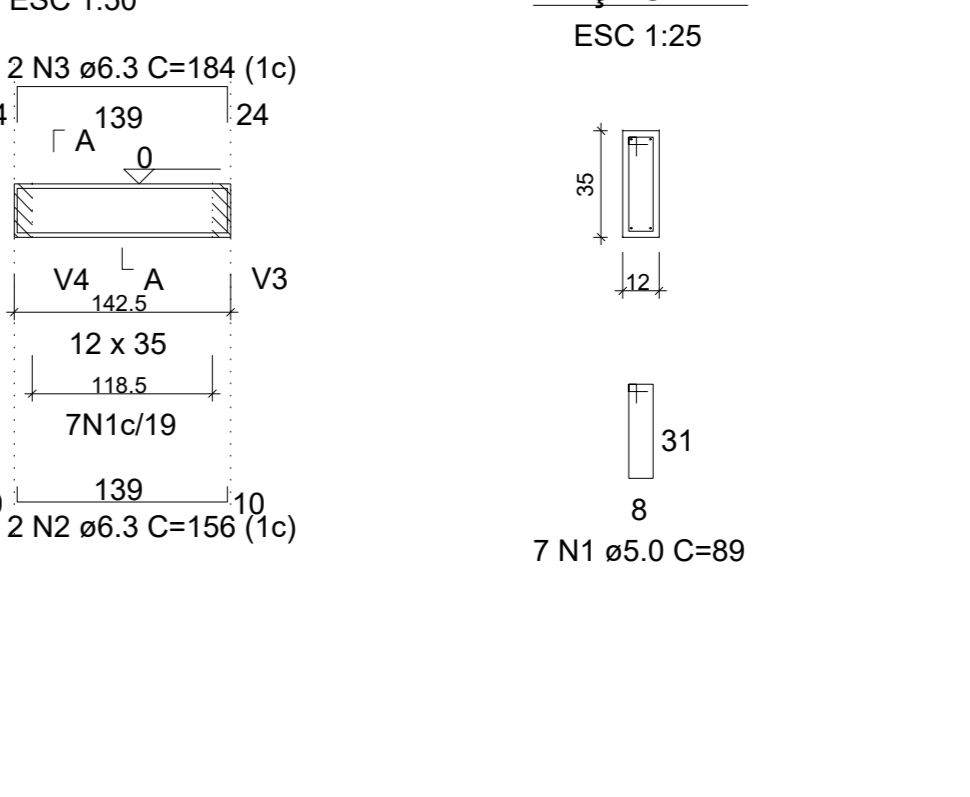 ESC 1:50
ESC 1:25
2 N3 ø6.3 C=184 (1c)
139
24
A
0
35
12
V4
A
V3
142.5
12 x 35
118.5
7N1c/19
31
8
139
10
2 N2 ø6.3 C=156 (1c)
7 N1 ø5.0 C=89